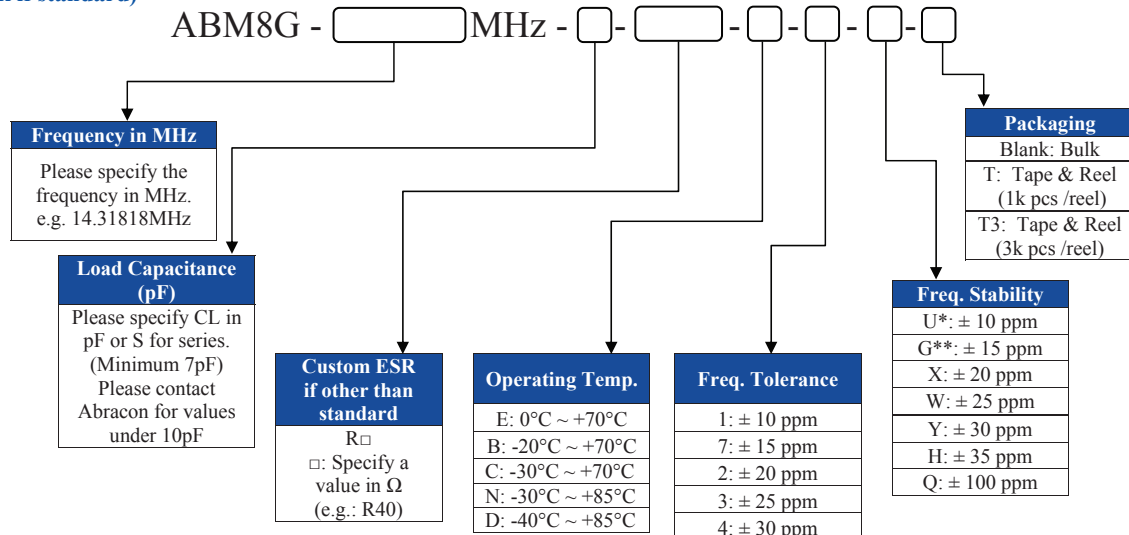 ABM8G - MHz - - - - - -
Frequency in MHz
Please specify the
frequency in MHz.
e.g. 14.31818MHz
Load Capacitance
(pF)
Please specify CL in
pF or S for series.
(Minimum 7pF)
Please contact
Abracon for values
under 10pF
Custom ESR
if other than
standard
R□
□: Specify a
value in Ω
(e.g.: R40)
Operating Temp.
E: 0°C ~ +70°C
B: -20°C ~ +70°C
C: -30°C ~ +70°C
N: -30°C ~ +85°C
D: -40°C ~ +85°C
Freq. Tolerance
1: ± 10 ppm
7: ± 15 ppm
2: ± 20 ppm
3: ± 25 ppm
4: ± 30 ppm
Freq. Stability
U*: ± 10 ppm
G**: ± 15 ppm
X: ± 20 ppm
W: ± 25 ppm
Y: ± 30 ppm
H: ± 35 ppm
Q: ± 100 ppm
Packaging
Blank: Bulk
T: Tape & Reel
(1k pcs /reel)
T3: Tape & Reel
(3k pcs /reel)